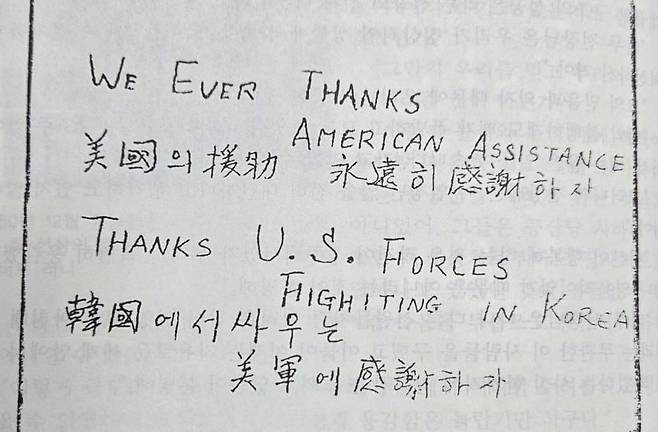 WE EVER THANKS
AMERICAN ASSISTANCE
美國의 援助 永遠히 感謝하자
THANKS U.S. FORCES
FIGHITING IN KOREA
韓國에서 싸우는
美軍에 感謝하자